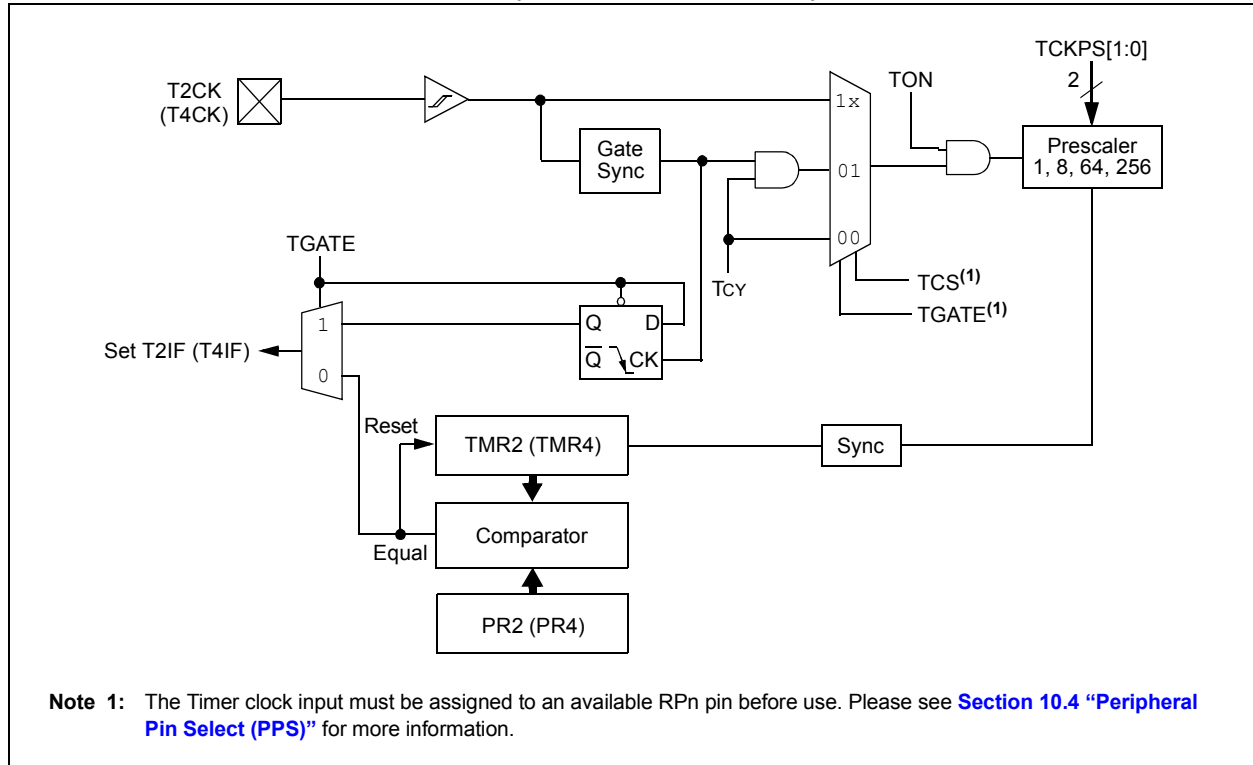 TCKPS[1:0]
2
TON
T2CK
(T4CK)
1x
Gate
Sync
Prescaler
1, 8, 64, 256
01
00
TGATE
TCY
TCS(1)
TGATE(1)
1
Q
D
Set T2IF (T4IF)
Q
CK
0
Reset
TMR2 (TMR4)
Sync
Comparator
Equal
PR2 (PR4)
Note 1: The Timer clock input must be assigned to an available RPn pin before use. Please see Section 10.4 “Peripheral
Pin Select (PPS)” for more information.